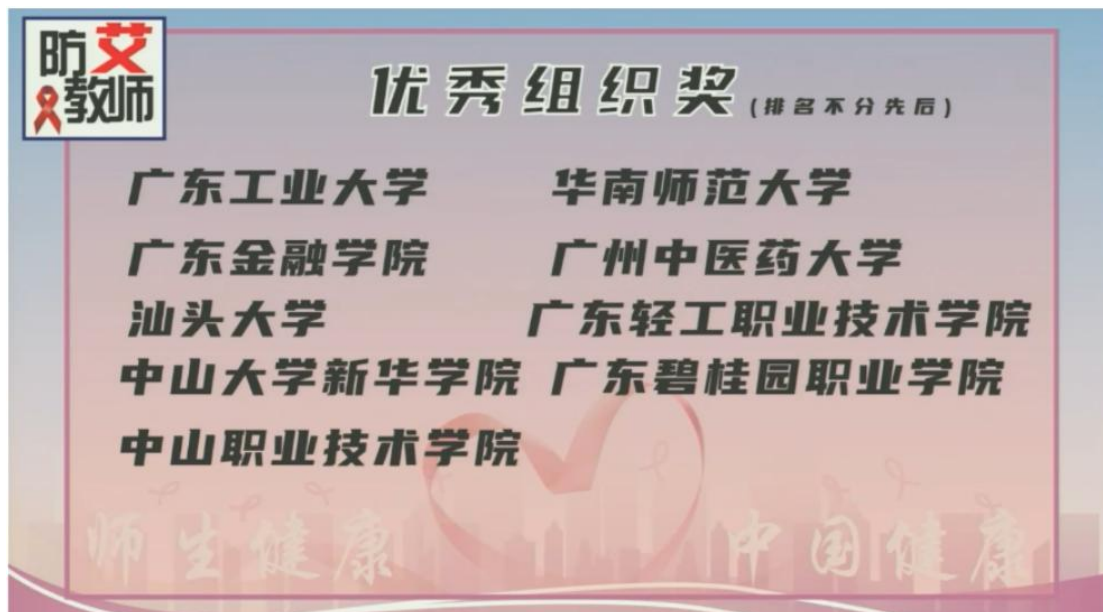 防艾
教师
优秀组织奖(排名不分先后)
广东工业大学 华南师范大学
广东金融学院 广州中医药大学
汕头大学 广东轻工职业技术学院
中山大学新华学院 广东碧桂园职业学院
中山职业技术学院
师生健康 中国健康